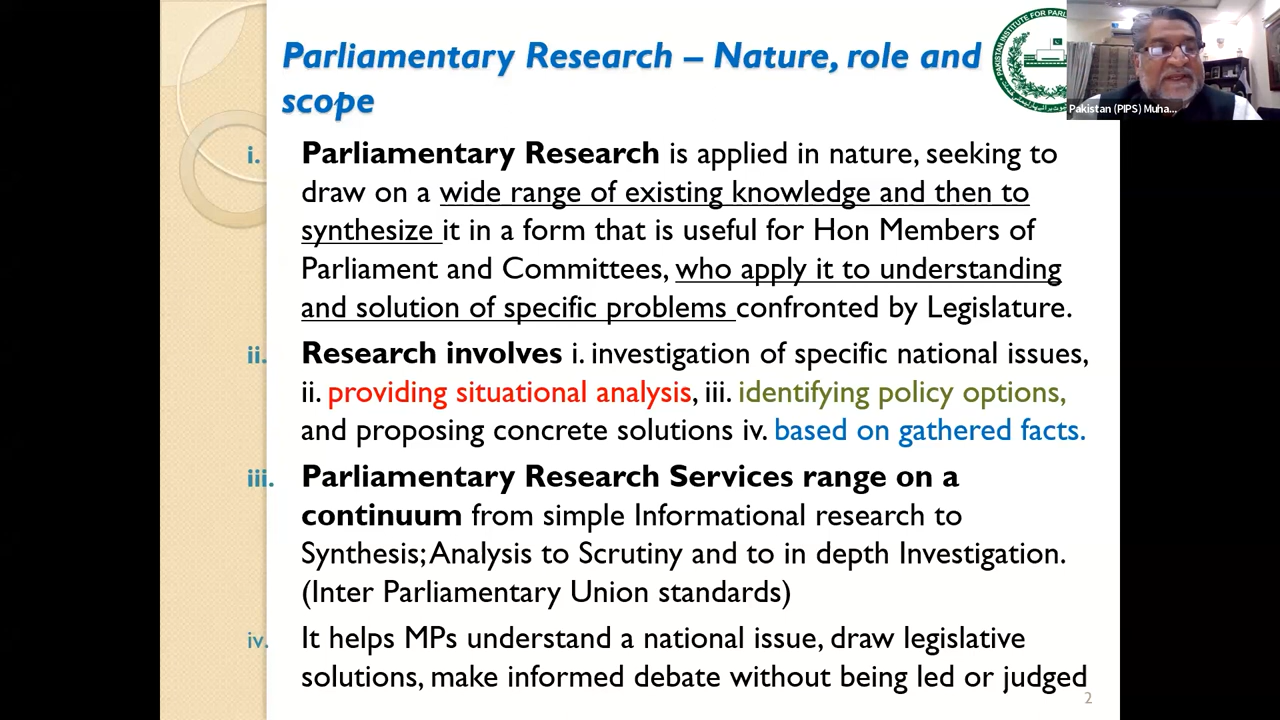 Parliamentary Research – Nature, role and
scope
PAKISTAN INSTITUTE FOR PARL
Pakistan (PIPS) Muha...
i. Parliamentary Research is applied in nature, seeking to
draw on a wide range of existing knowledge and then to
synthesize it in a form that is useful for Hon Members of
Parliament and Committees, who apply it to understanding
and solution of specific problems confronted by Legislature.
ii. Research involves i. investigation of specific national issues,
ii. providing situational analysis, iii. identifying policy options,
and proposing concrete solutions iv. based on gathered facts.
iii. Parliamentary Research Services range on a
continuum from simple Informational research to
Synthesis; Analysis to Scrutiny and to in depth Investigation.
(Inter Parliamentary Union standards)
iv. It helps MPs understand a national issue, draw legislative
solutions, make informed debate without being led or judged
2